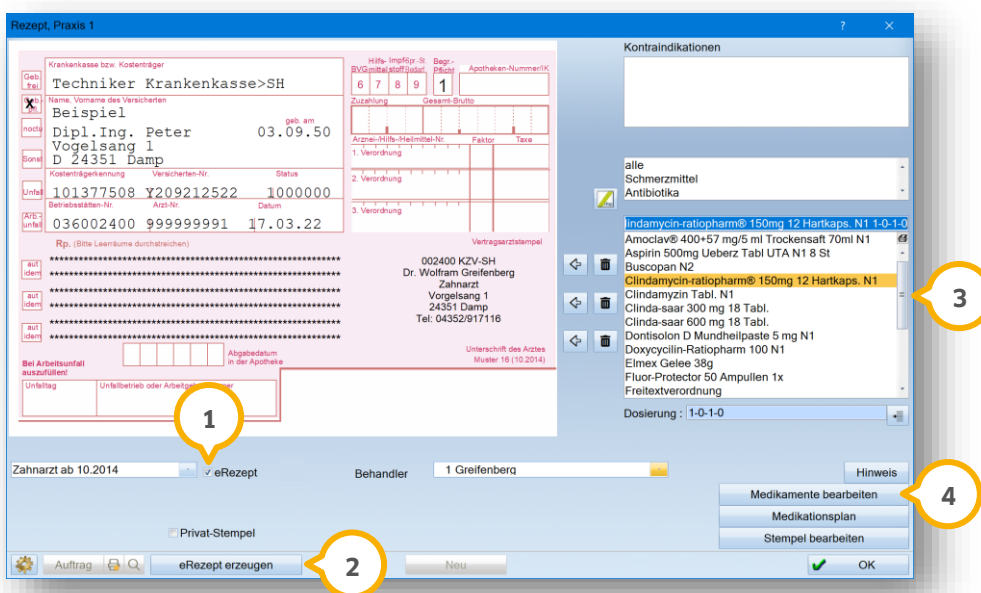 Rezept, Praxis 1
Krankenkasse bzw. Kostenträger
Geb. frei
Techniker Krankenkasse>SH
Hilfs- Impf Spr.-St. Begr.-
BVG mittel stoff Bedarf Pflicht Apotheken-Nummer/IK
6 7 8 9 1
X
Name, Vorname des Versicherten
Beispiel
geb. am
noctu
Dipl.Ing. Peter 03.09.50
Vogelsang 1
Sonst
D 24351 Damp
Zuzahlung Gesamt-Brutto
Arznei-/Hilfs-/Heilmittel-Nr. Faktor Taxe
1. Verordnung
2. Verordnung
3. Verordnung
Kostenträgerkennung Versicherten-Nr. Status
Unfall
101377508 Y209212522 1000000
Betriebsstätten-Nr. Arzt-Nr. Datum
Arb.- unfall
036002400 999999991 17.03.22
Rp. (Bitte Leerräume durchstreichen)
Vertragsarztstempel
aut idem
******************************************
******************************************
aut idem
******************************************
******************************************
aut idem
******************************************
******************************************
002400 KZV-SH
Dr. Wolfram Greifenberg
Zahnarzt
Vorgelsang 1
24351 Damp
Tel: 04352/917116
Abgabedatum
in der Apotheke
Unterschrift des Arztes
Muster 16 (10.2014)
Bei Arbeitsunfall
auszufüllen!
Unfalltag
Kontraindikationen
alle
Schmerzmittel
Antibiotika
lindamycin-ratiopharm® 150mg 12 Hartkaps. N1 1-0-1-0
Amoclav® 400+57 mg/5 ml Trockensaft 70ml N1
Aspirin 500mg Ueberz Tabl UTA N1 8 St
Buscopan N2
Clindamycin-ratiopharm® 150mg 12 Hartkaps. N1
Clindamyzin Tabl. N1
Clinda-saar 300 mg 18 Tabl.
Clinda-saar 600 mg 18 Tabl.
Dontisolon D Mundheilpaste 5 mg N1
Doxycycilin-Ratiopharm 100 N1
Elmex Gelee 38g
Fluor-Protector 50 Ampullen 1x
Freitextverordnung
Dosierung : 1-0-1-0
3
1
Zahnarzt ab 10.2014
eRezept
Behandler
1 Greifenberg
Hinweis
Medikamente bearbeiten
4
Medikationsplan
Privat-Stempel
Stempel bearbeiten
Auftrag
eRezept erzeugen
2
Neu
OK